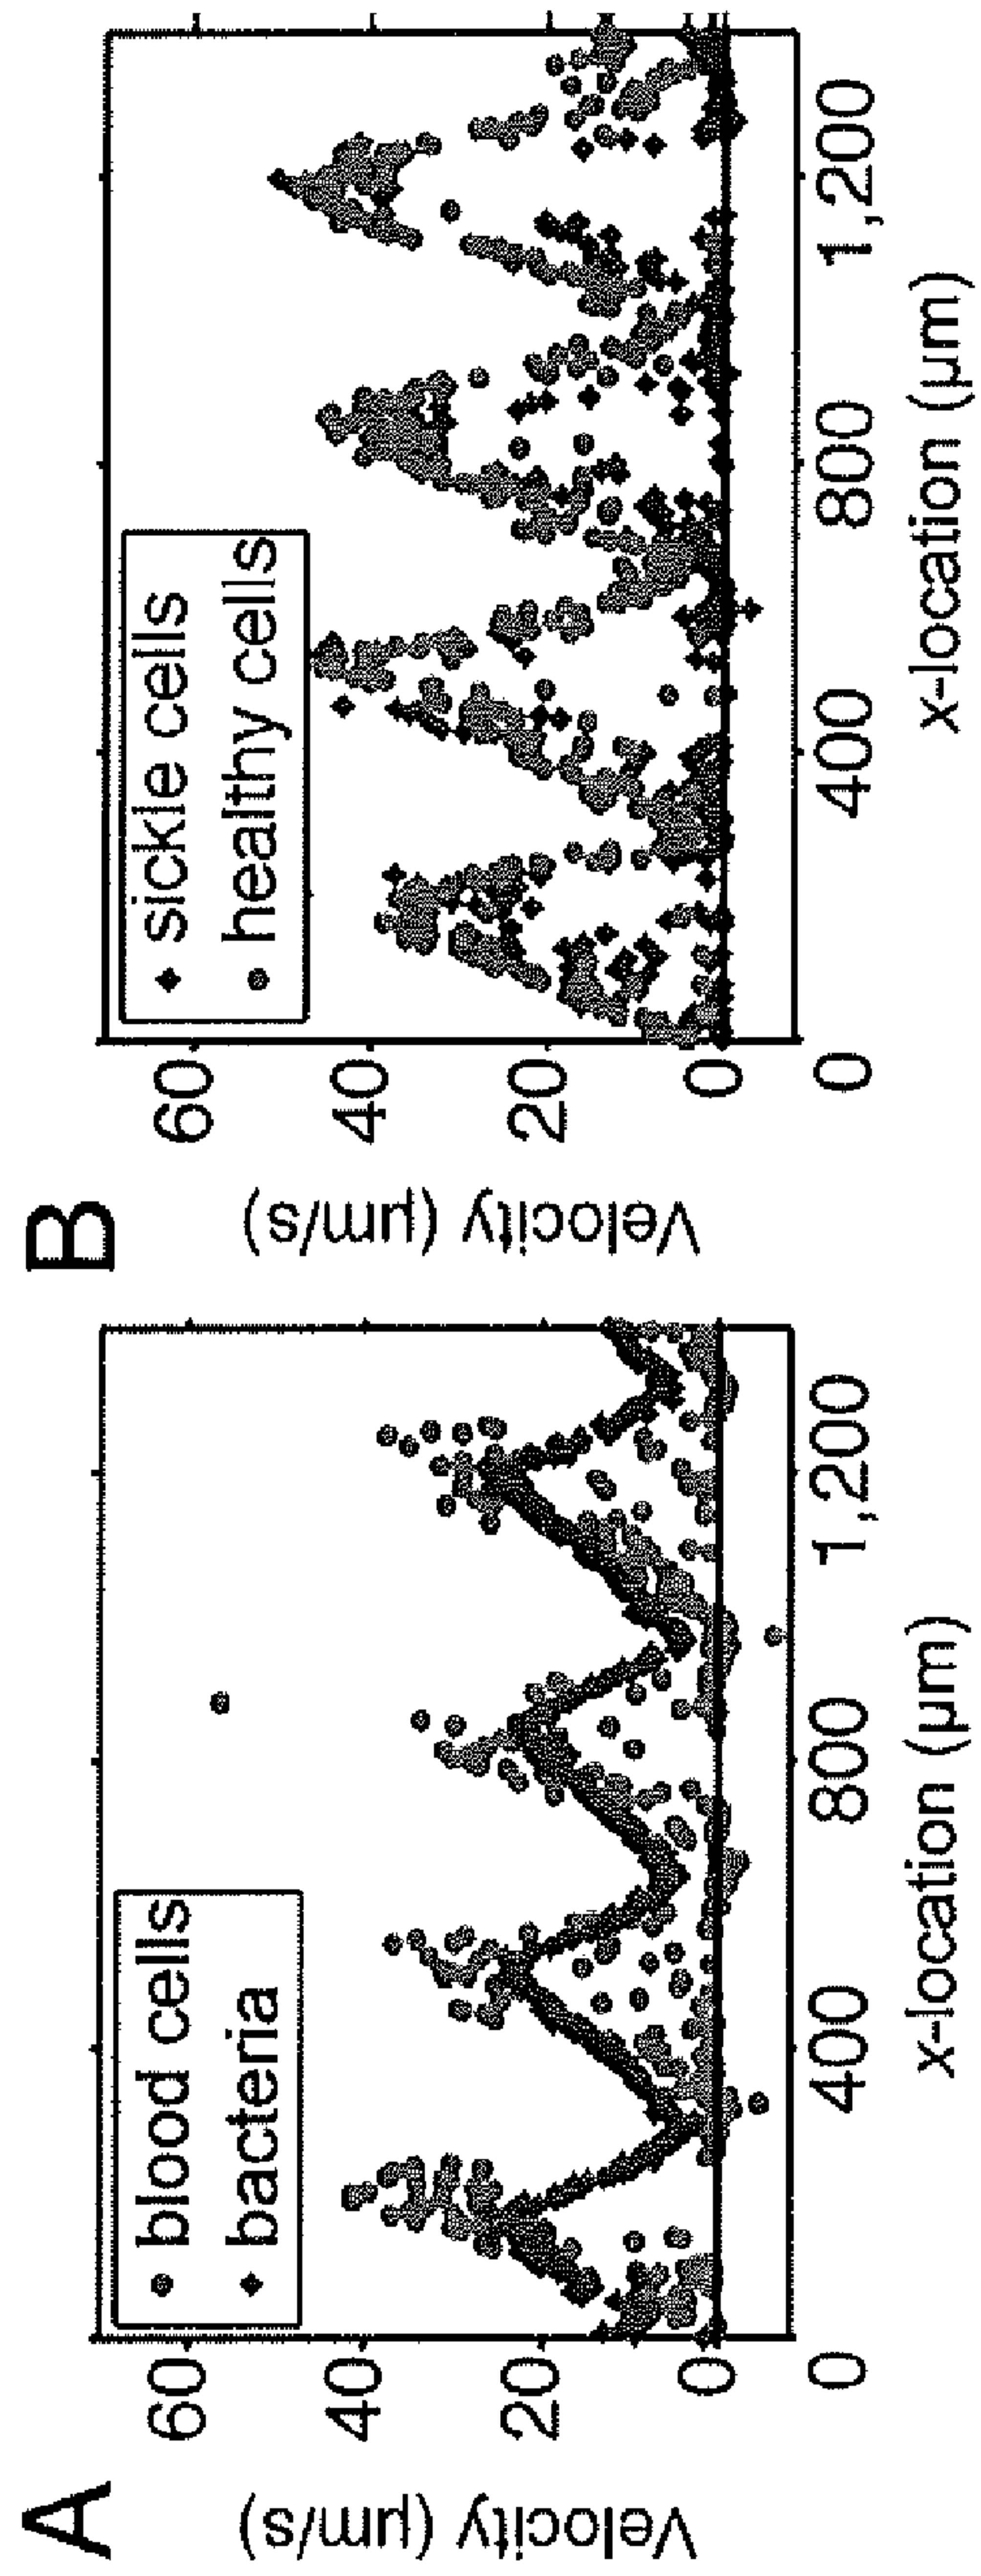 A
Velocity (µm/s)
60
40
20
0
blood cells
bacteria
0
400
800
1,200
x-location (µm)
B
Velocity (µm/s)
60
40
20
0
sickle cells
healthy cells
0
400
800
1,200
x-location (µm)